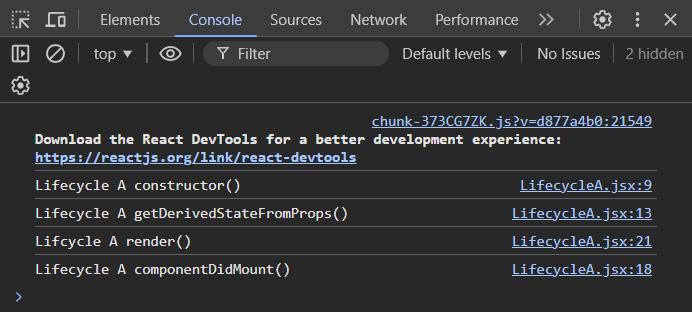 Elements Console Sources Network Performance
top Filter Default levels No Issues 2 hidden
chunk-373CG7ZK.js?v=d877a4b0:21549
Download the React DevTools for a better development experience:
https://reactjs.org/link/react-devtools
Lifecycle A constructor() LifecycleA.jsx:9
Lifecycle A getDerivedStateFromProps() LifecycleA.jsx:13
Lifcycle A render() LifecycleA.jsx:21
Lifecycle A componentDidMount() LifecycleA.jsx:18